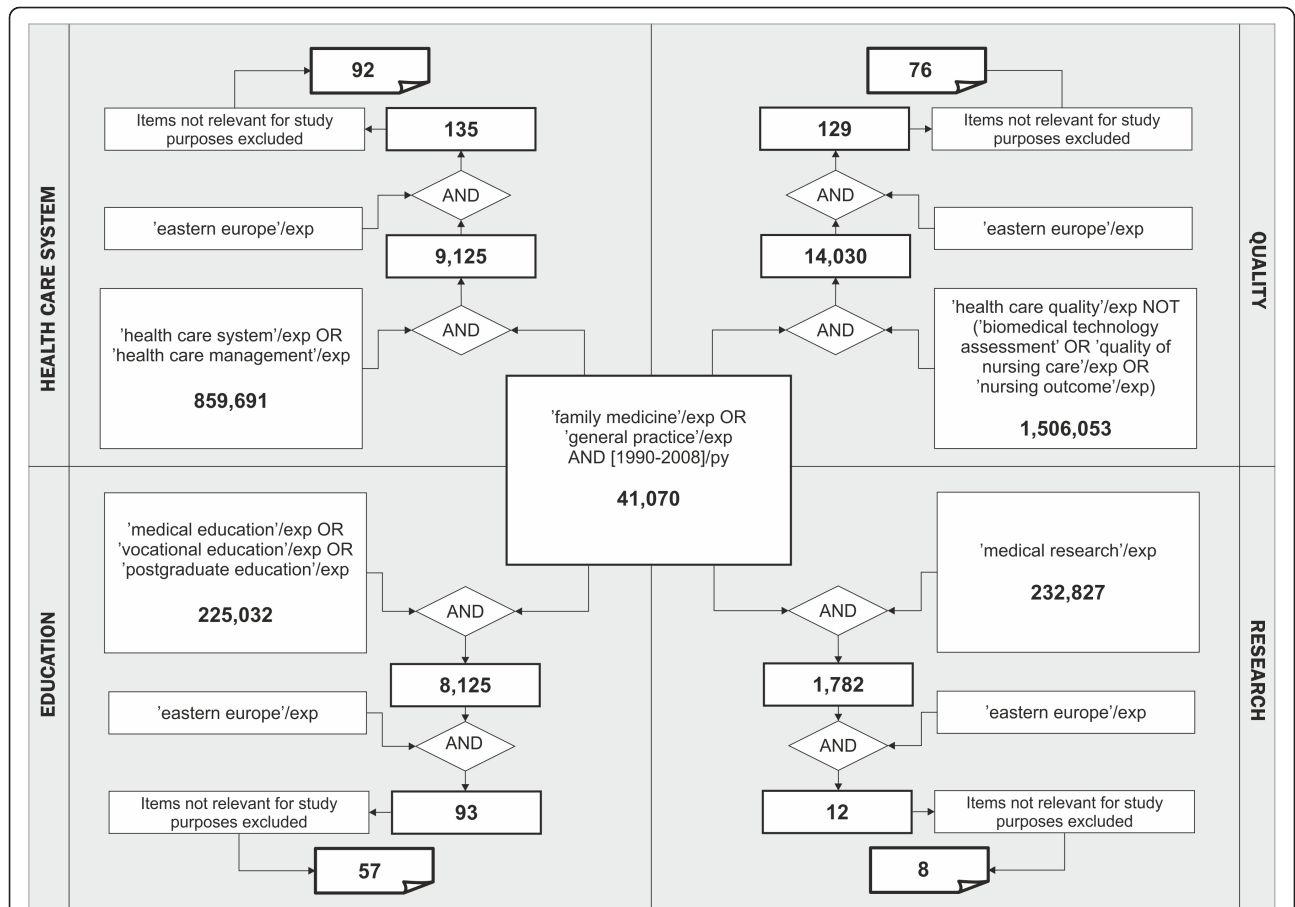 HEALTH CARE SYSTEM
92
Items not relevant for study
purposes excluded
135
AND
’eastern europe’/exp
9,125
’health care system’/exp OR
’health care management’/exp
859,691
AND
QUALITY
76
129
Items not relevant for study
purposes excluded
AND
’eastern europe’/exp
14,030
AND
’health care quality’/exp NOT
(’biomedical technology
assessment’ OR ’quality of
nursing care’/exp OR
’nursing outcome’/exp)
1,506,053
’family medicine’/exp OR
’general practice’/exp
AND [1990-2008]/py
41,070
EDUCATION
’medical education’/exp OR
’vocational education’/exp OR
’postgraduate education’/exp
225,032
AND
8,125
’eastern europe’/exp
AND
Items not relevant for study
purposes excluded
93
57
RESEARCH
’medical research’/exp
232,827
AND
1,782
’eastern europe’/exp
AND
12
Items not relevant for study
purposes excluded
8